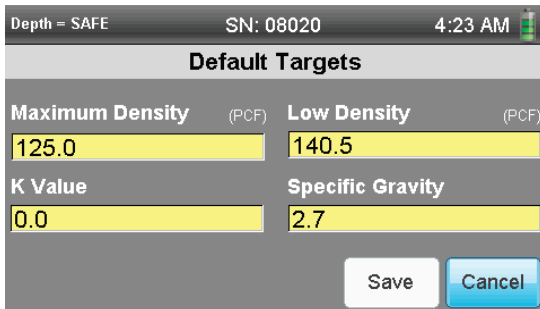 Depth = SAFE SN: 08020 4:23 AM
Default Targets
Maximum Density (PCF) Low Density (PCF)
125.0 140.5
K Value Specific Gravity
0.0 2.7
Save Cancel